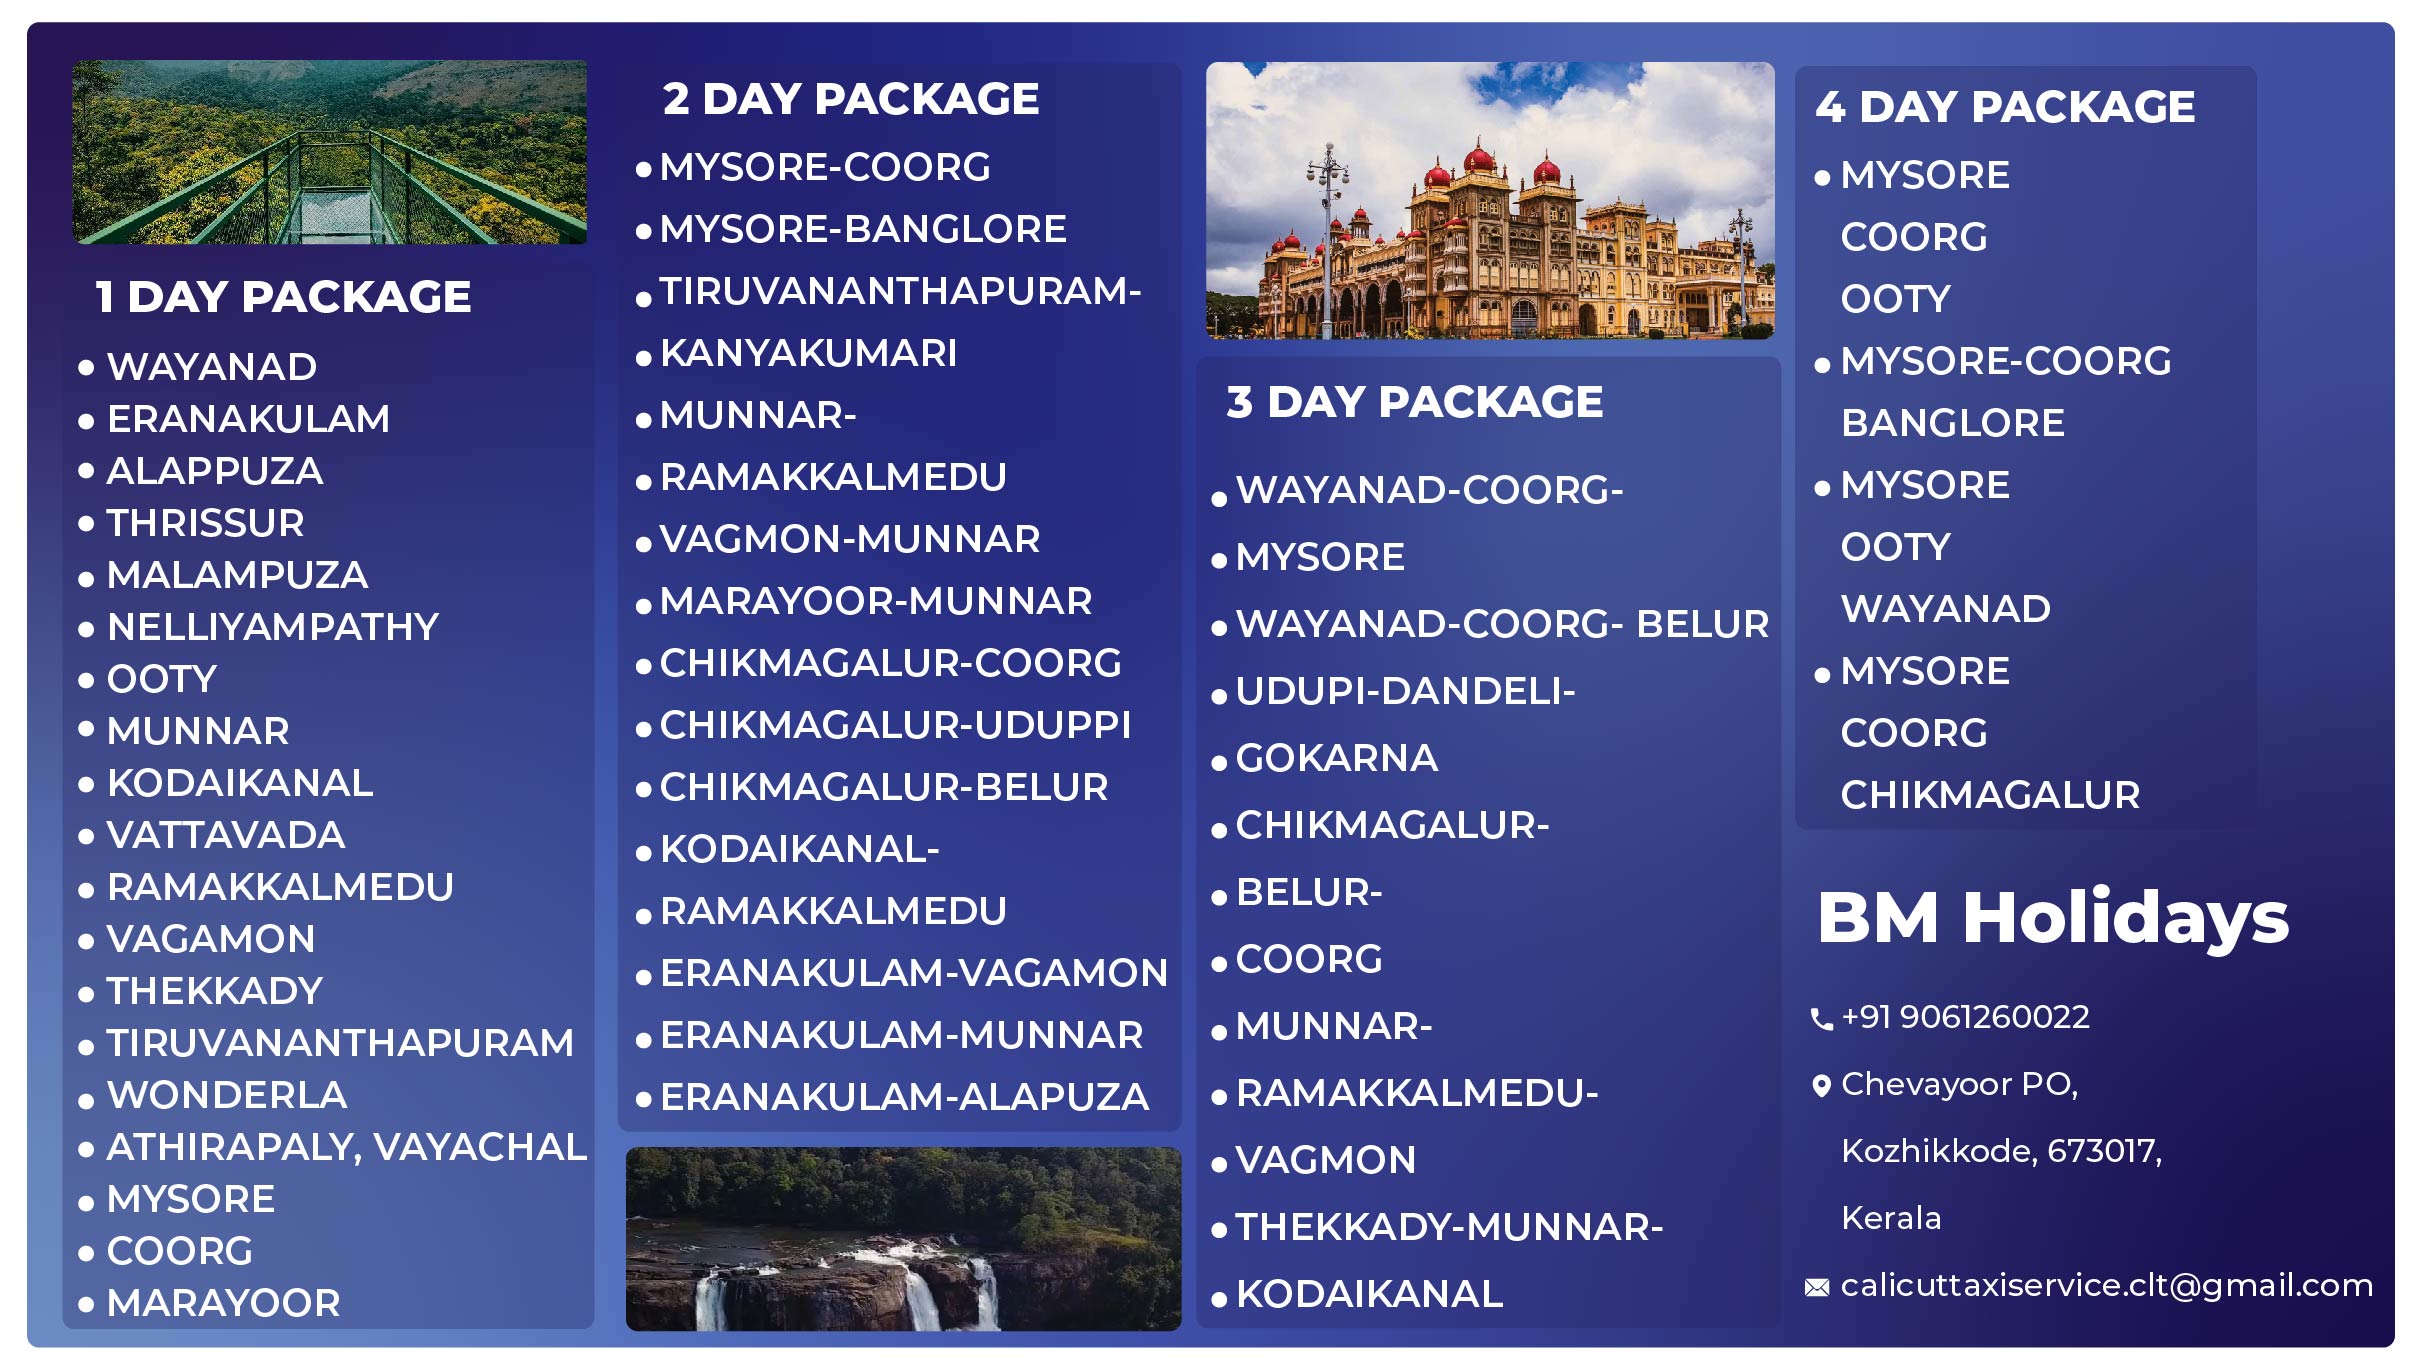 1 DAY PACKAGE
• WAYANAD
• ERANAKULAM
• ALAPPUZA
• THRISSUR
• MALAMPUZA
• NELLIYAMPATHY
• OOTY
• MUNNAR
• KODAIKANAL
• VATTAVADA
• RAMAKKALMEDU
• VAGAMON
• THEKKADY
• TIRUVANANTHAPURAM
• WONDERLA
• ATHIRAPALY, VAYACHAL
• MYSORE
• COORG
• MARAYOOR
2 DAY PACKAGE
• MYSORE-COORG
• MYSORE-BANGLORE
• TIRUVANANTHAPURAM-
• KANYAKUMARI
• MUNNAR-
• RAMAKKALMEDU
• VAGMON-MUNNAR
• MARAYOOR-MUNNAR
• CHIKMAGALUR-COORG
• CHIKMAGALUR-UDUPPI
• CHIKMAGALUR-BELUR
• KODAIKANAL-
• RAMAKKALMEDU
• ERANAKULAM-VAGAMON
• ERANAKULAM-MUNNAR
• ERANAKULAM-ALAPUZA
3 DAY PACKAGE
• WAYANAD-COORG-
• MYSORE
• WAYANAD-COORG- BELUR
• UDUPI-DANDELI-
• GOKARNA
• CHIKMAGALUR-
• BELUR-
• COORG
• MUNNAR-
• RAMAKKALMEDU-
• VAGMON
• THEKKADY-MUNNAR-
• KODAIKANAL
4 DAY PACKAGE
• MYSORE
COORG
OOTY
• MYSORE-COORG
BANGLORE
• MYSORE
OOTY
WAYANAD
• MYSORE
COORG
CHIKMAGALUR
BM Holidays
+91 9061260022
Chevayoor PO,
Kozhikkode, 673017,
Kerala
calicuttaxiservice.clt@gmail.com